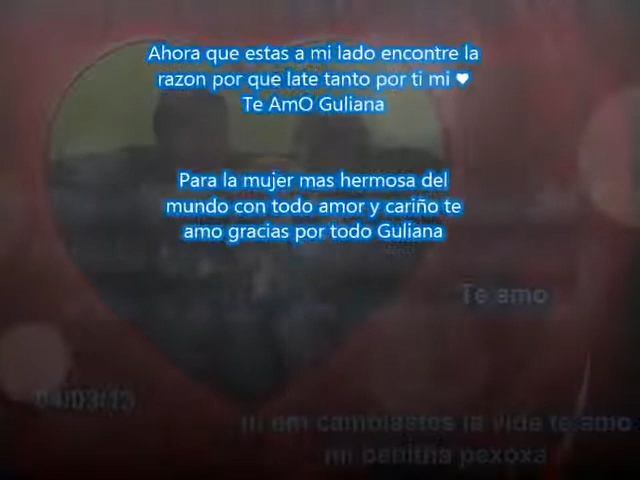 Ahora que estas a mi lado encontre la
razon por que late tanto por ti mi ❤
Te AmO Guliana
Para la mujer mas hermosa del
mundo con todo amor y cariño te
amo gracias por todo Guliana
Te amo
04/03/13
m em cambiastes la vida te amo
mi bebitha pexoxa